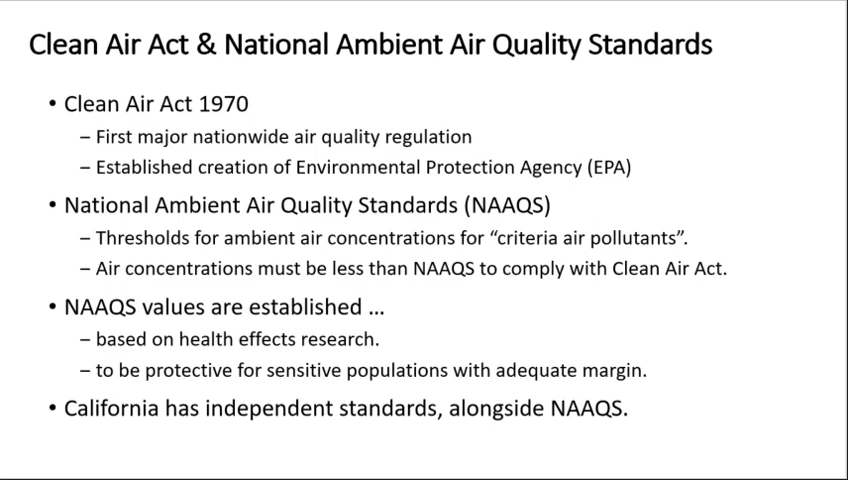 Clean Air Act & National Ambient Air Quality Standards
• Clean Air Act 1970
– First major nationwide air quality regulation
– Established creation of Environmental Protection Agency (EPA)
• National Ambient Air Quality Standards (NAAQS)
– Thresholds for ambient air concentrations for “criteria air pollutants”.
– Air concentrations must be less than NAAQS to comply with Clean Air Act.
• NAAQS values are established …
– based on health effects research.
– to be protective for sensitive populations with adequate margin.
• California has independent standards, alongside NAAQS.